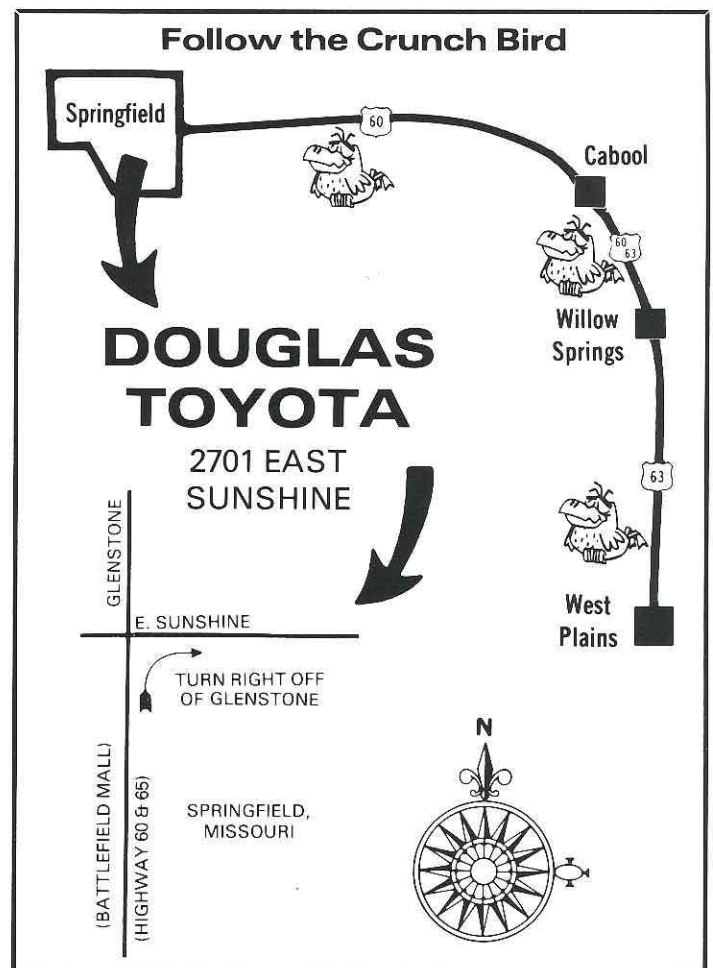 Follow the Crunch Bird
Springfield
60
Cabool
60
63
Willow
Springs
DOUGLAS
TOYOTA
2701 EAST
SUNSHINE
63
West
Plains
GLENSTONE
E. SUNSHINE
TURN RIGHT OFF
OF GLENSTONE
(BATTLEFIELD MALL)
(HIGHWAY 60 & 65)
SPRINGFIELD,
MISSOURI
N